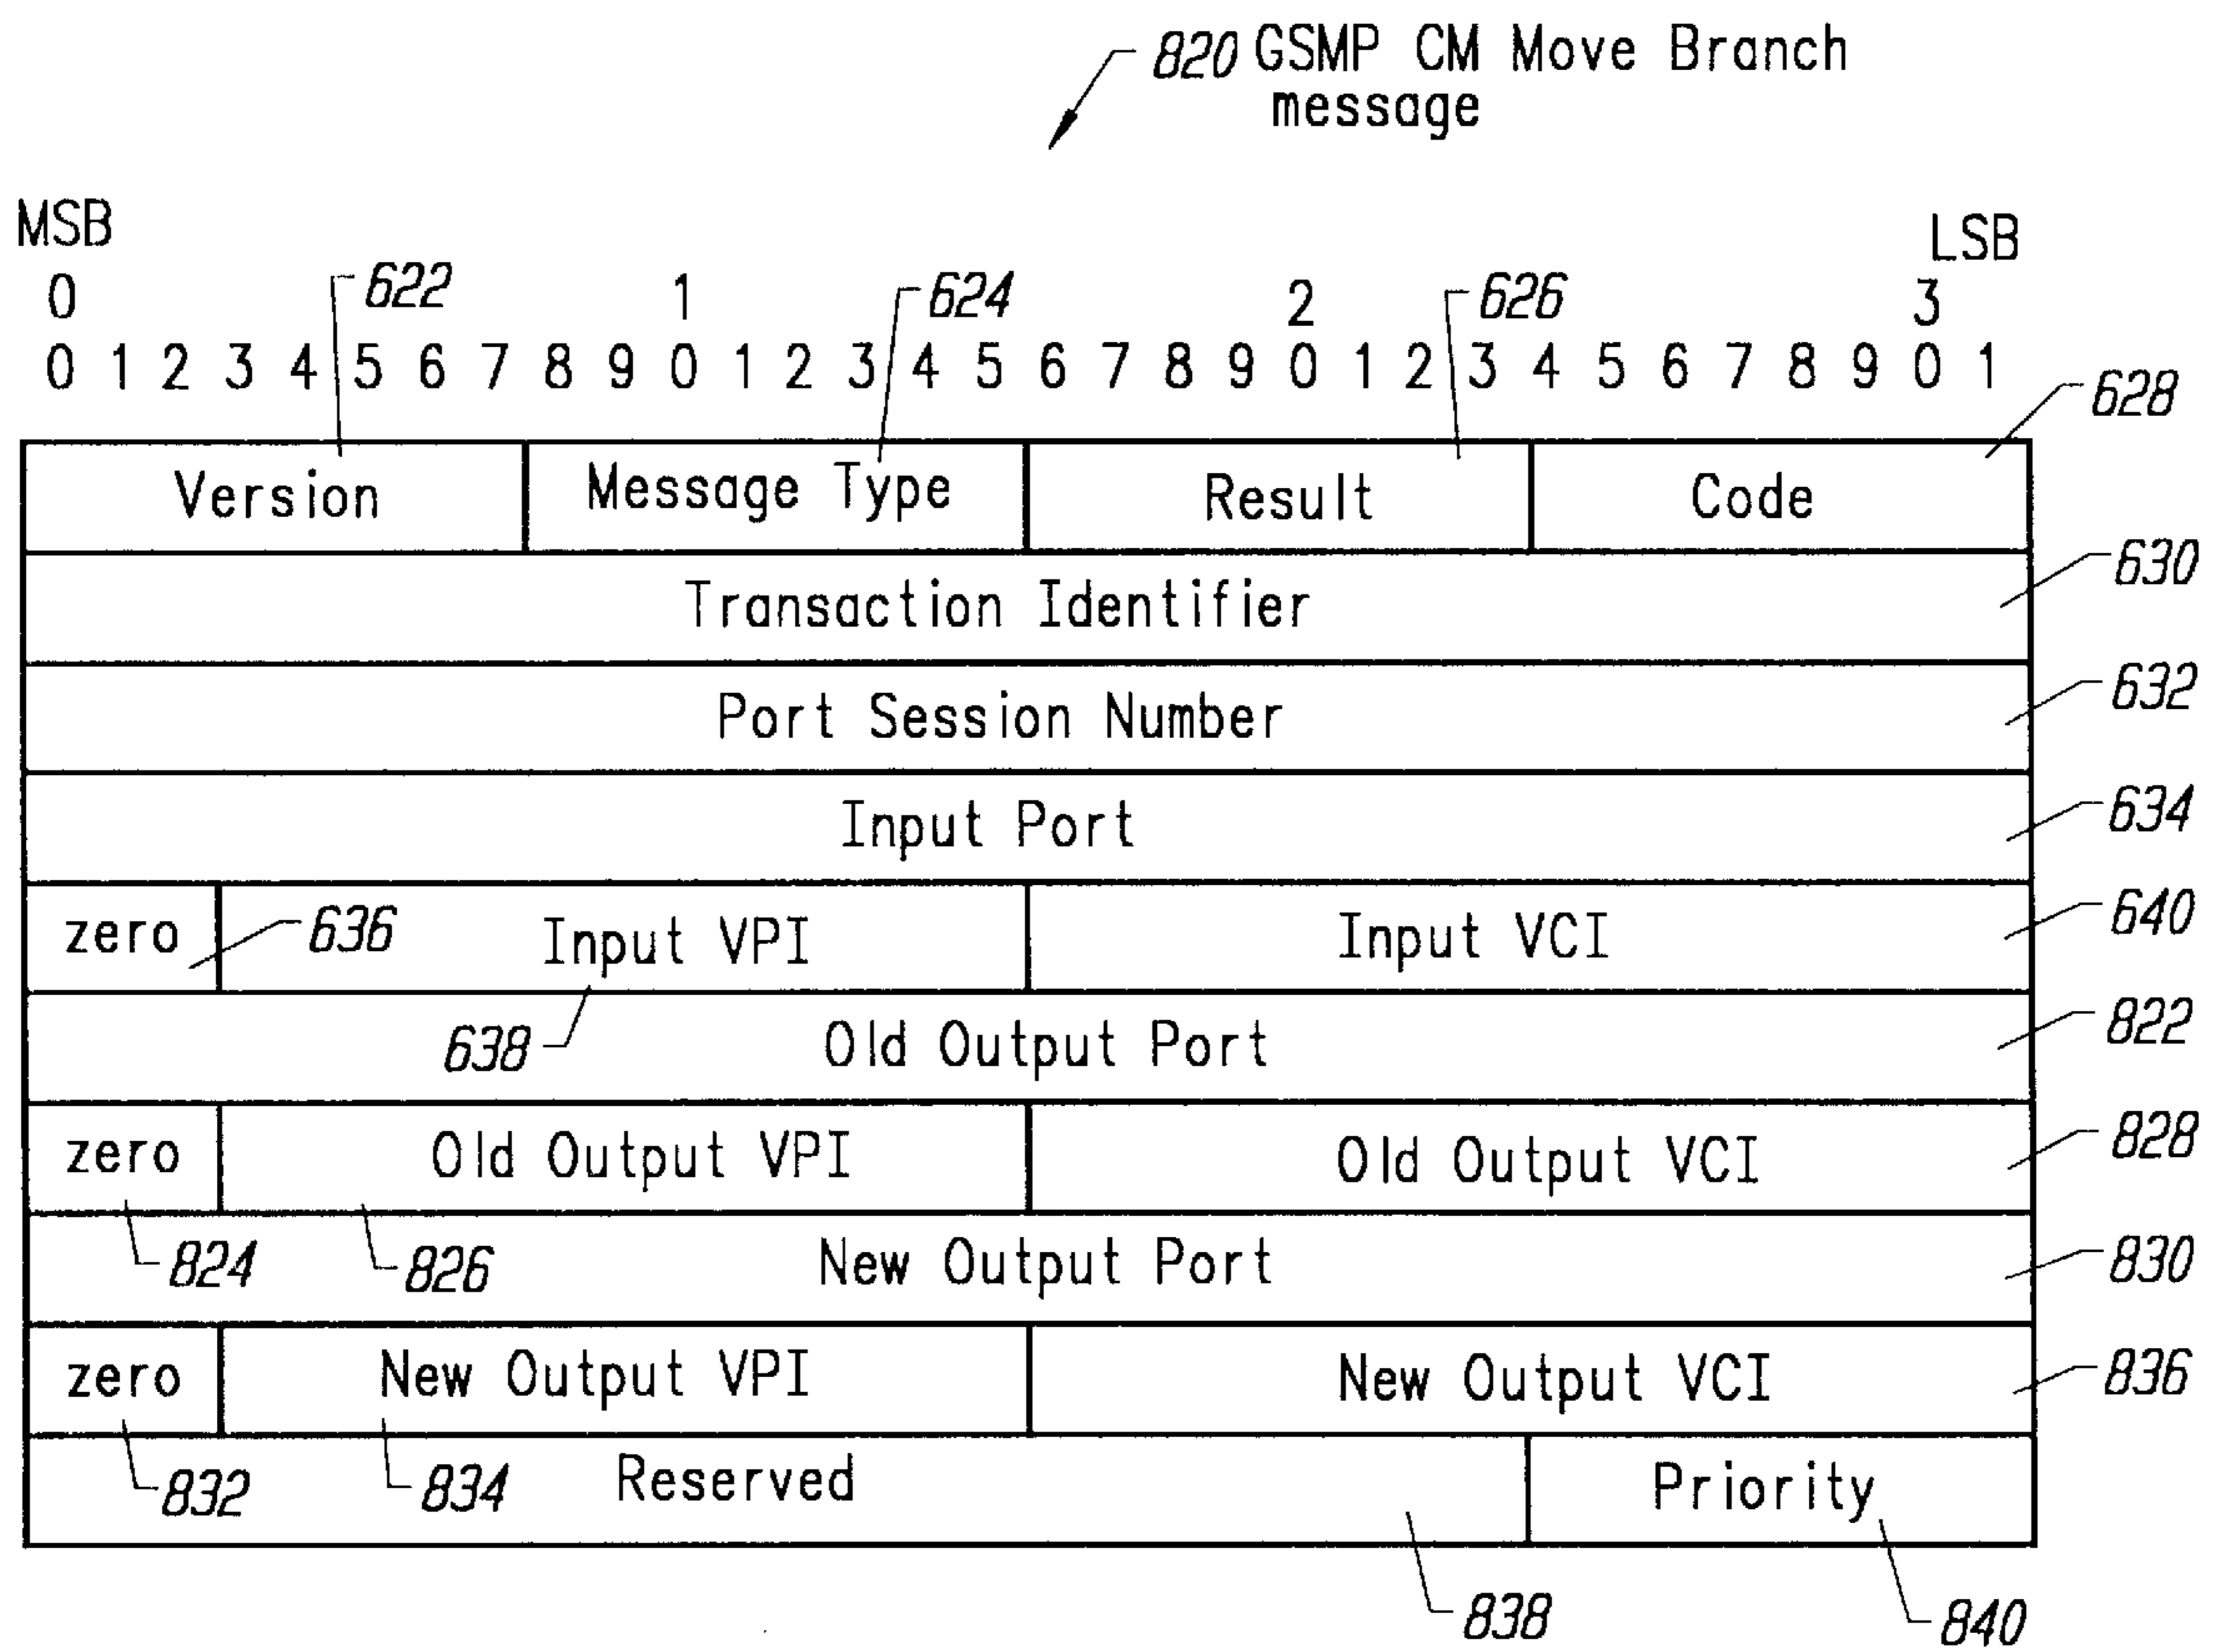 820 GSMP CM Move Branch
message
MSB LSB
0 622 1 624 2 626 3
0 1 2 3 4 5 6 7 8 9 0 1 2 3 4 5 6 7 8 9 0 1 2 3 4 5 6 7 8 9 0 1
628
Version Message Type Result Code
630
Transaction Identifier
632
Port Session Number
634
Input Port
zero 636 Input VPI Input VCI 640
638 Old Output Port 822
zero Old Output VPI Old Output VCI 828
824 826 New Output Port 830
zero New Output VPI New Output VCI 836
832 834 Reserved Priority
838 840